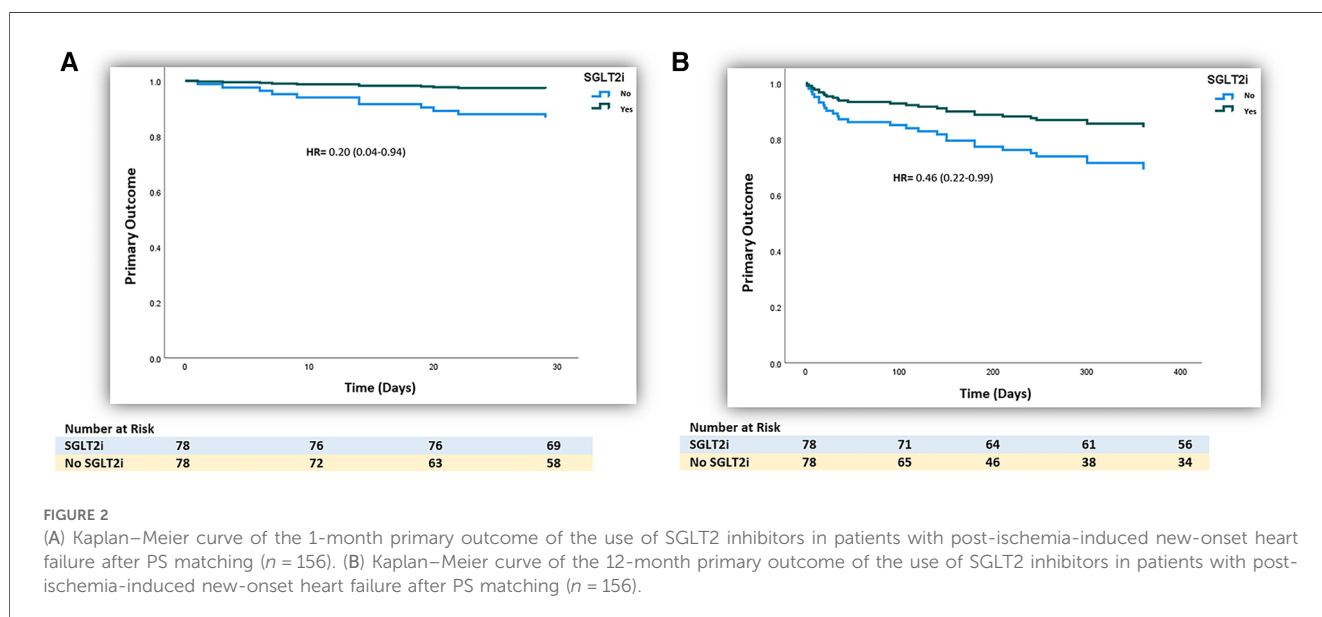 A
SGLT2i
No
Yes
1.0
0.8
0.6
0.4
0.2
0.0
HR= 0.20 (0.04-0.94)
Primary Outcome
0 10 20 30
Time (Days)
Number at Risk
SGLT2i 78 76 76 69
No SGLT2i 78 72 63 58
B
SGLT2i
No
Yes
1.0
0.8
0.6
0.4
0.2
0.0
HR= 0.46 (0.22-0.99)
Primary Outcome
0 100 200 300 400
Time (Days)
Number at Risk
SGLT2i 78 71 64 61 56
No SGLT2i 78 65 46 38 34
FIGURE 2
(A) Kaplan–Meier curve of the 1-month primary outcome of the use of SGLT2 inhibitors in patients with post-ischemia-induced new-onset heart
failure after PS matching (n = 156). (B) Kaplan–Meier curve of the 12-month primary outcome of the use of SGLT2 inhibitors in patients with post-
ischemia-induced new-onset heart failure after PS matching (n = 156).